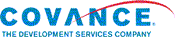 COVANCE®
THE DEVELOPMENT SERVICES COMPANY